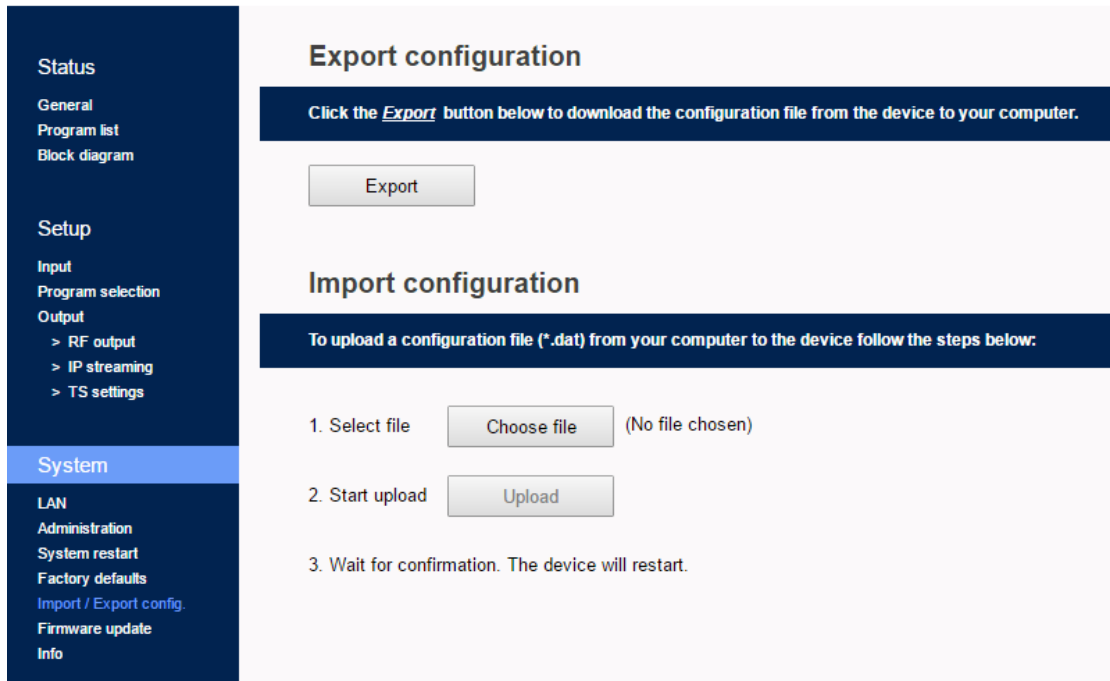 Status
General
Program list
Block diagram
Setup
Input
Program selection
Output
> RF output
> IP streaming
> TS settings
System
LAN
Administration
System restart
Factory defaults
Import / Export config.
Firmware update
Info
Export configuration
Click the Export button below to download the configuration file from the device to your computer.
Export
Import configuration
To upload a configuration file (*.dat) from your computer to the device follow the steps below:
1. Select file Choose file (No file chosen)
2. Start upload Upload
3. Wait for confirmation. The device will restart.